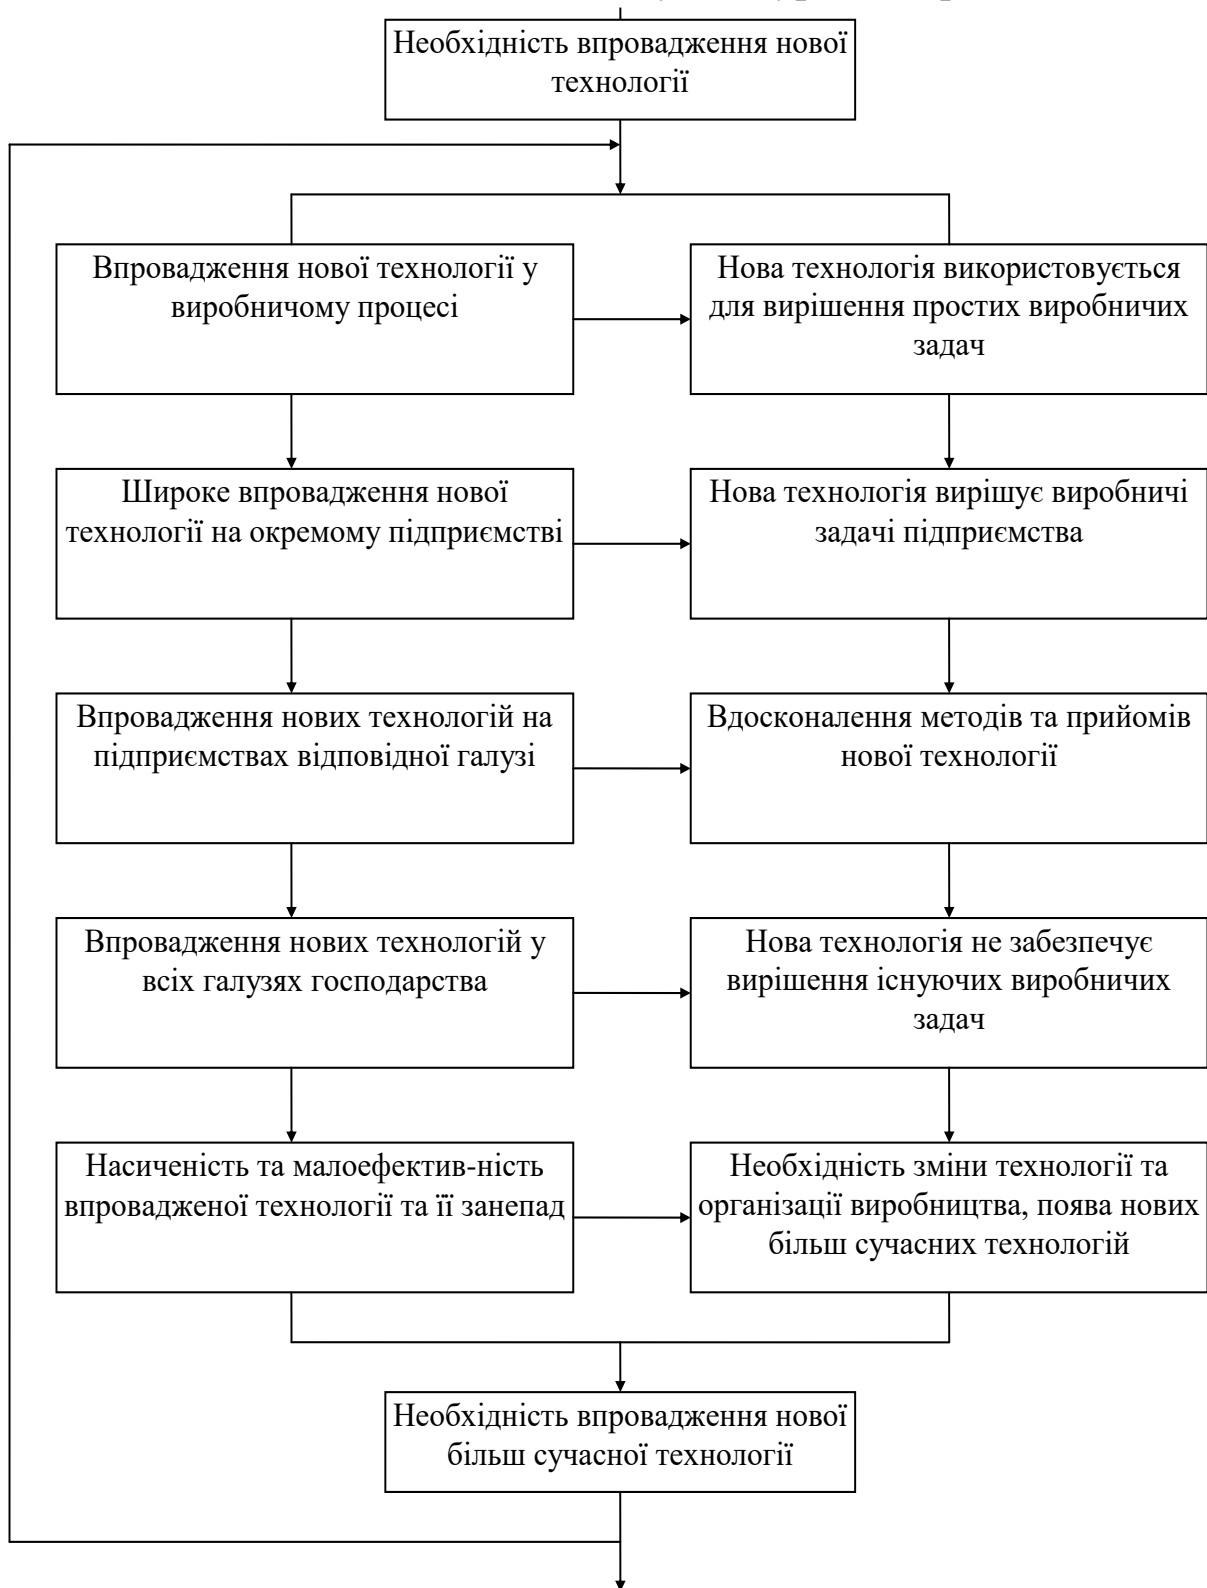 Необхідність впровадження нової
технології
Впровадження нової технології у
виробничому процесі
Нова технологія використовується
для вирішення простих виробничих
задач
Широке впровадження нової
технології на окремому підприємстві
Нова технологія вирішує виробничі
задачі підприємства
Впровадження нових технологій на
підприємствах відповідної галузі
Вдосконалення методів та прийомів
нової технології
Впровадження нових технологій у
всіх галузях господарства
Нова технологія не забезпечує
вирішення існуючих виробничих
задач
Насиченість та малоефектив-ність
впровадженої технології та її занепад
Необхідність зміни технології та
організації виробництва, поява нових
більш сучасних технологій
Необхідність впровадження нової
більш сучасної технології